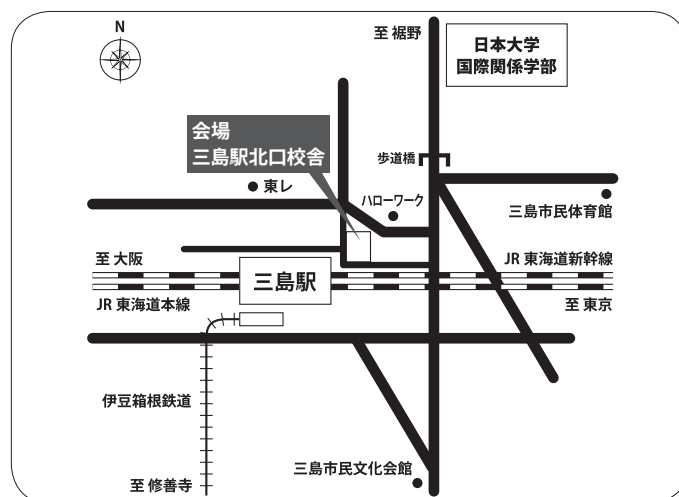 N
至 裾野
日本大学
国際関係学部
会場
三島駅北口校舎
歩道橋
東レ
ハローワーク
三島市民体育館
至 大阪
JR 東海道新幹線
三島駅
JR 東海道本線
至 東京
伊豆箱根鉄道
三島市民文化会館
至 修善寺